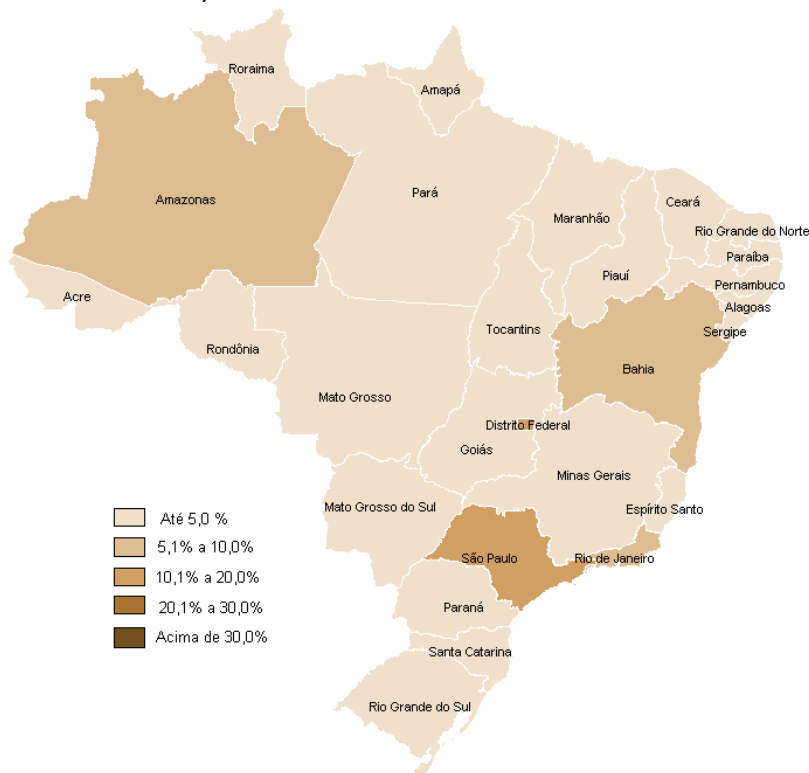 Roraima
Amapá
Amazonas
Pará
Maranhão
Ceará
Rio Grande do Norte
Paraíba
Piauí
Pernambuco
Acre
Alagoas
Tocantins
Sergipe
Rondônia
Bahia
Mato Grosso
Distrito Federal
Goiás
Minas Gerais
Mato Grosso do Sul
Espírito Santo
São Paulo
Rio de Janeiro
Paraná
Santa Catarina
Rio Grande do Sul
Até 5,0 %
5,1% a 10,0%
10,1% a 20,0%
20,1% a 30,0%
Acima de 30,0%